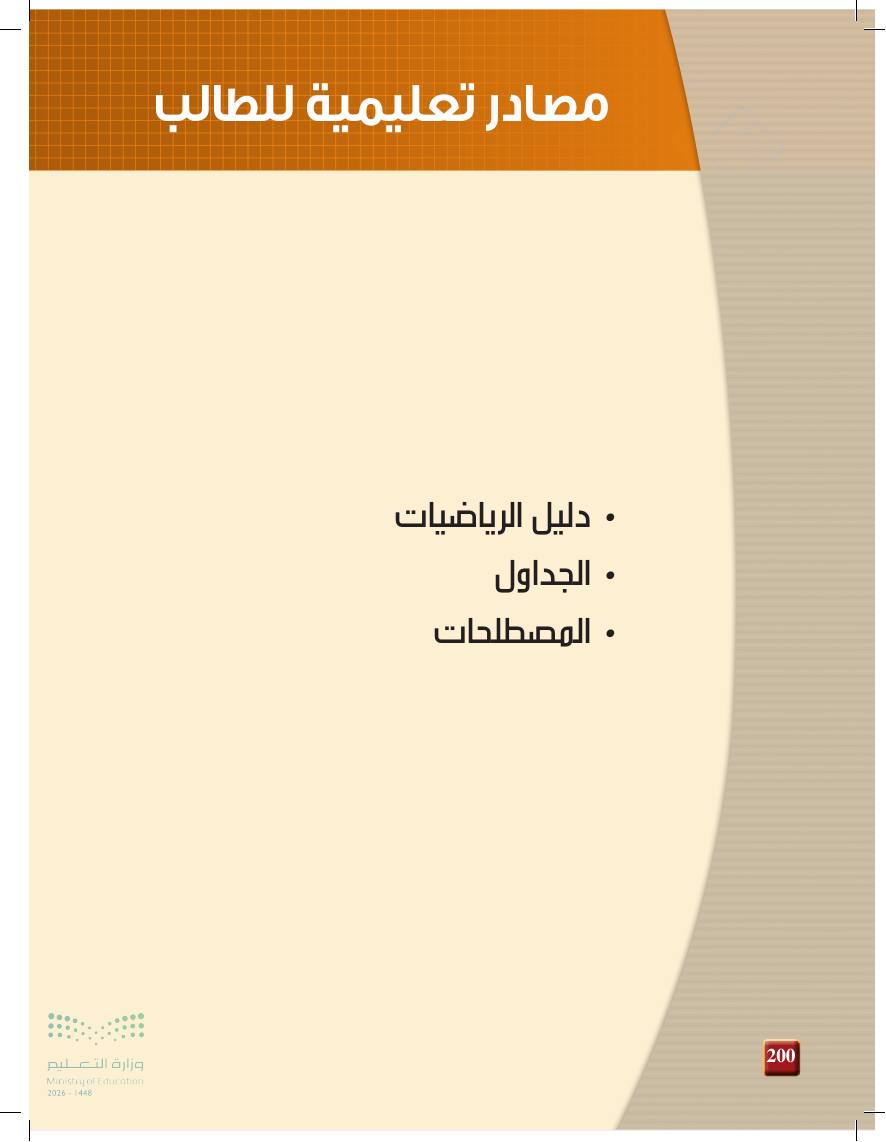 مصادر تعليمية للطالب
• دليل الرياضيات
• الجداول
• المصطلحات
وزارة التعليم
Ministry of Education
2026 - 1448
200